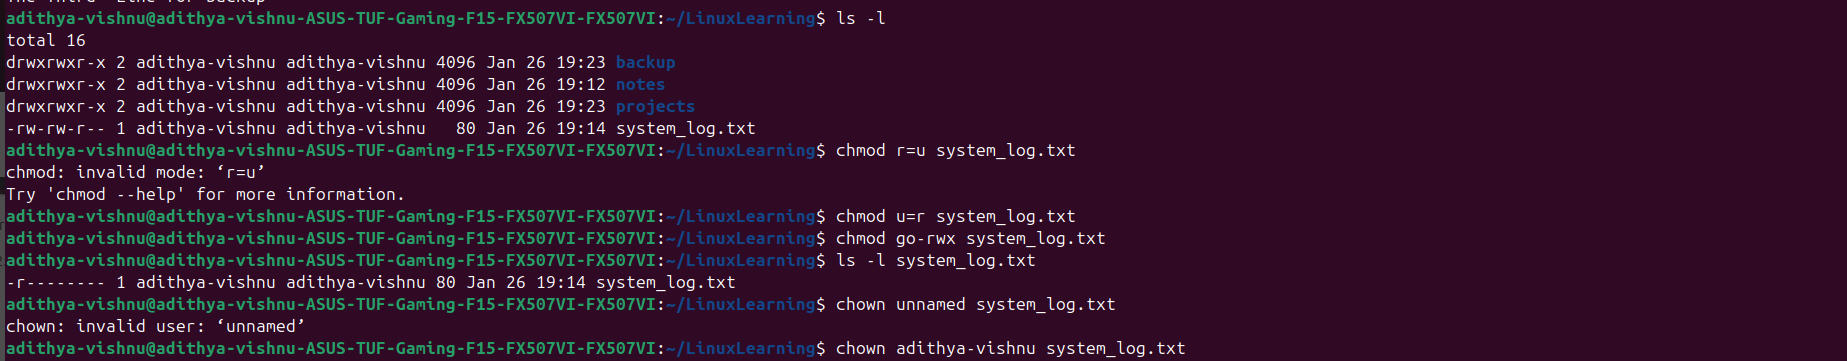 adithya-vishnu@adithya-vishnu-ASUS-TUF-Gaming-F15-FX507VI-FX507VI:~/LinuxLearning$ ls -l
total 16
drwxrwxr-x 2 adithya-vishnu adithya-vishnu 4096 Jan 26 19:23 backup
drwxrwxr-x 2 adithya-vishnu adithya-vishnu 4096 Jan 26 19:12 notes
drwxrwxr-x 2 adithya-vishnu adithya-vishnu 4096 Jan 26 19:23 projects
-rw-rw-r-- 1 adithya-vishnu adithya-vishnu   80 Jan 26 19:14 system_log.txt
adithya-vishnu@adithya-vishnu-ASUS-TUF-Gaming-F15-FX507VI-FX507VI:~/LinuxLearning$ chmod r=u system_log.txt
chmod: invalid mode: ‘r=u’
Try 'chmod --help' for more information.
adithya-vishnu@adithya-vishnu-ASUS-TUF-Gaming-F15-FX507VI-FX507VI:~/LinuxLearning$ chmod u=r system_log.txt
adithya-vishnu@adithya-vishnu-ASUS-TUF-Gaming-F15-FX507VI-FX507VI:~/LinuxLearning$ chmod go-rwx system_log.txt
adithya-vishnu@adithya-vishnu-ASUS-TUF-Gaming-F15-FX507VI-FX507VI:~/LinuxLearning$ ls -l system_log.txt
-r-------- 1 adithya-vishnu adithya-vishnu 80 Jan 26 19:14 system_log.txt
adithya-vishnu@adithya-vishnu-ASUS-TUF-Gaming-F15-FX507VI-FX507VI:~/LinuxLearning$ chown unnamed system_log.txt
chown: invalid user: ‘unnamed’
adithya-vishnu@adithya-vishnu-ASUS-TUF-Gaming-F15-FX507VI-FX507VI:~/LinuxLearning$ chown adithya-vishnu system_log.txt